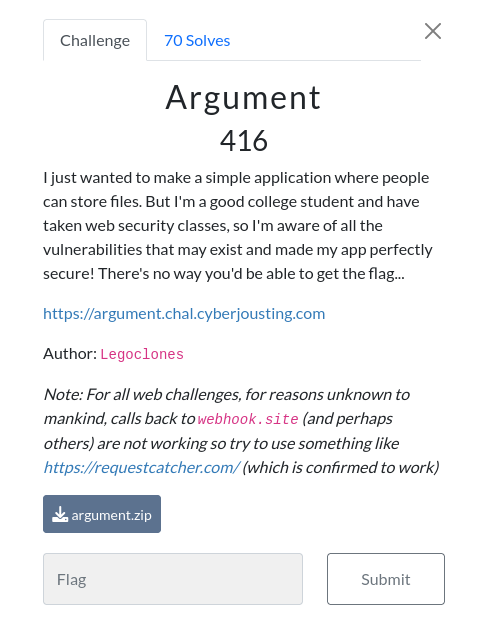 Challenge
70 Solves
Argument
416
I just wanted to make a simple application where people
can store files. But I'm a good college student and have
taken web security classes, so I'm aware of all the
vulnerabilities that may exist and made my app perfectly
secure! There's no way you'd be able to get the flag...
https://argument.chal.cyberjousting.com
Author: Legoclones
Note: For all web challenges, for reasons unknown to
mankind, calls back to webhook.site (and perhaps
others) are not working so try to use something like
https://requestcatcher.com/ (which is confirmed to work)
argument.zip
Flag
Submit